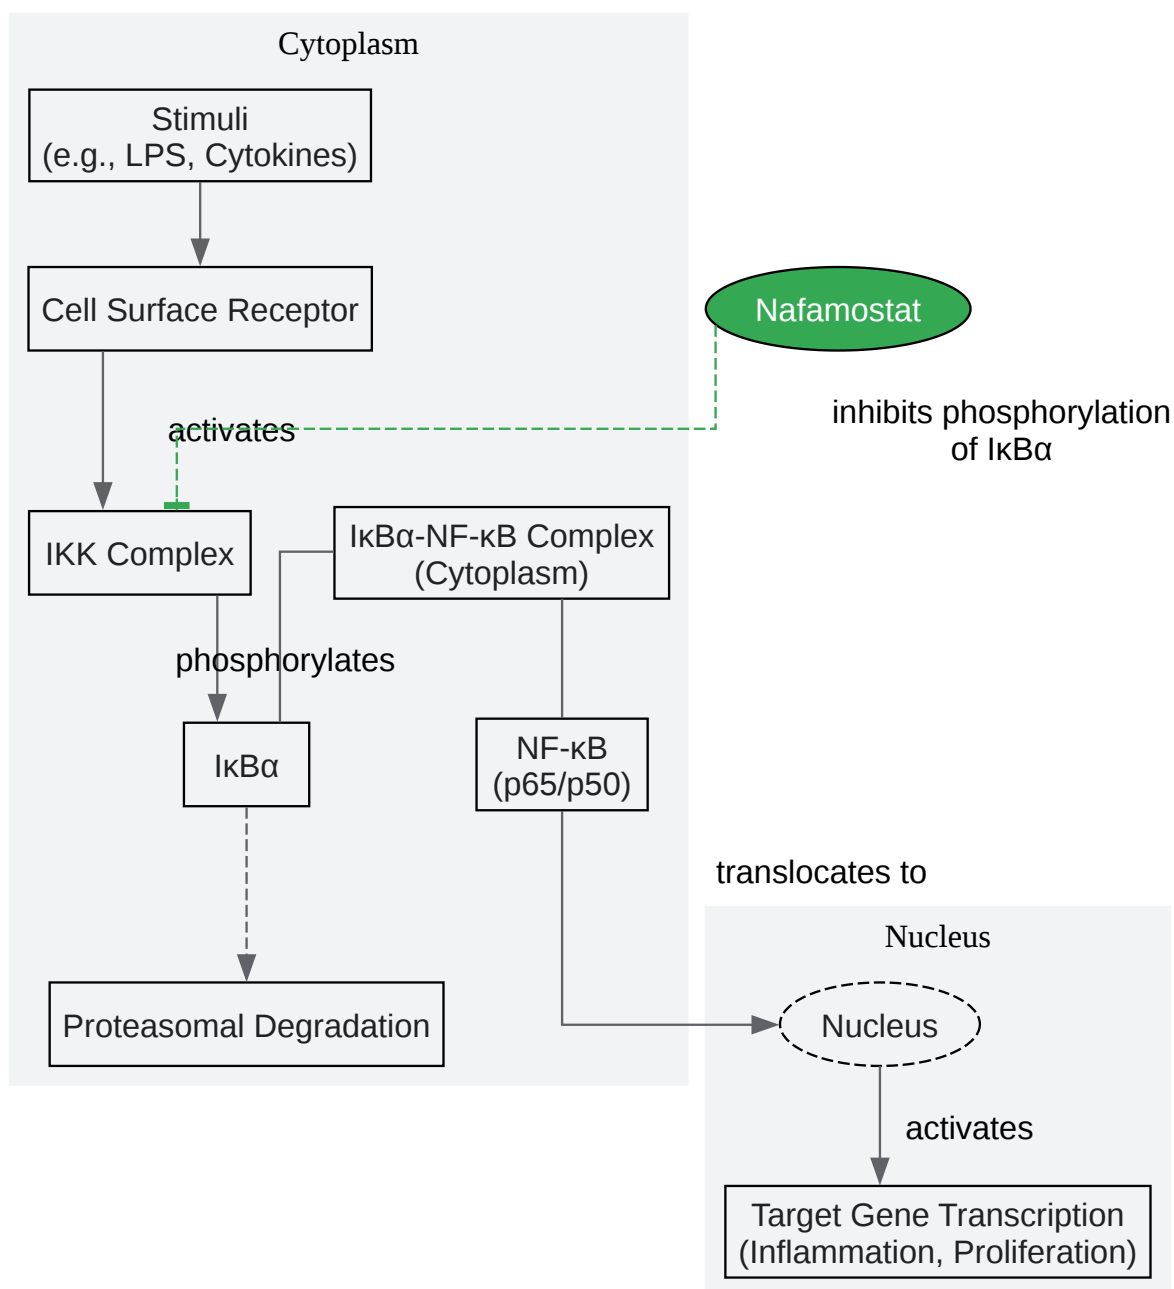 Cytoplasm
Stimuli
(e.g., LPS, Cytokines)
Cell Surface Receptor
Nafamostat
activates
inhibits phosphorylation
of IκBα
IKK Complex
IκBα-NF-κB Complex
(Cytoplasm)
phosphorylates
IκBα
NF-κB
(p65/p50)
translocates to
Nucleus
Proteasomal Degradation
Nucleus
activates
Target Gene Transcription
(Inflammation, Proliferation)